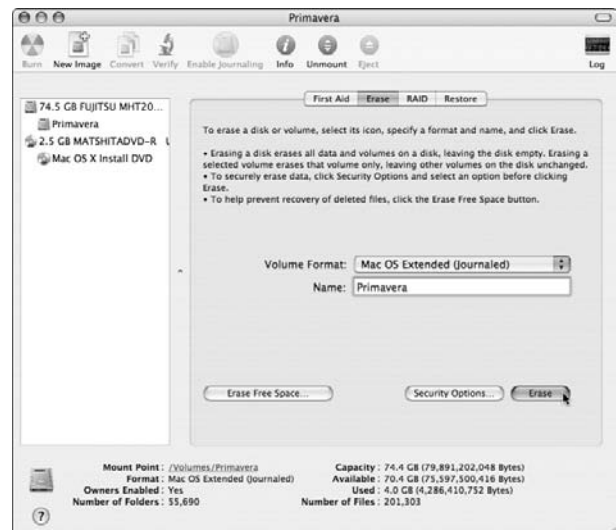 Primavera
Burn New Image Convert Verify Enable Journaling Info Unmount Eject Log
74.5 GB FUJITSU MHT20...
Primavera
2.5 GB MATSHITADVD-R U
Mac OS X Install DVD
First Aid Erase RAID Restore
To erase a disk or volume, select its icon, specify a format and name, and click Erase.
• Erasing a disk erases all data and volumes on a disk, leaving the disk empty. Erasing a
selected volume erases that volume only, leaving other volumes on the disk unchanged.
• To securely erase data, click Security Options and select an option before clicking
Erase.
• To help prevent recovery of deleted files, click the Erase Free Space button.
Volume Format: Mac OS Extended (Journaled)
Name: Primavera
Erase Free Space... Security Options... Erase
Mount Point : /Volumes/Primavera
Format : Mac OS Extended (Journaled)
Owners Enabled : Yes
Number of Folders : 55,690
Capacity : 74.4 GB (79,891,202,048 Bytes)
Available : 70.4 GB (75,597,500,416 Bytes)
Used : 4.0 GB (4,286,410,752 Bytes)
Number of Files : 201,303
?